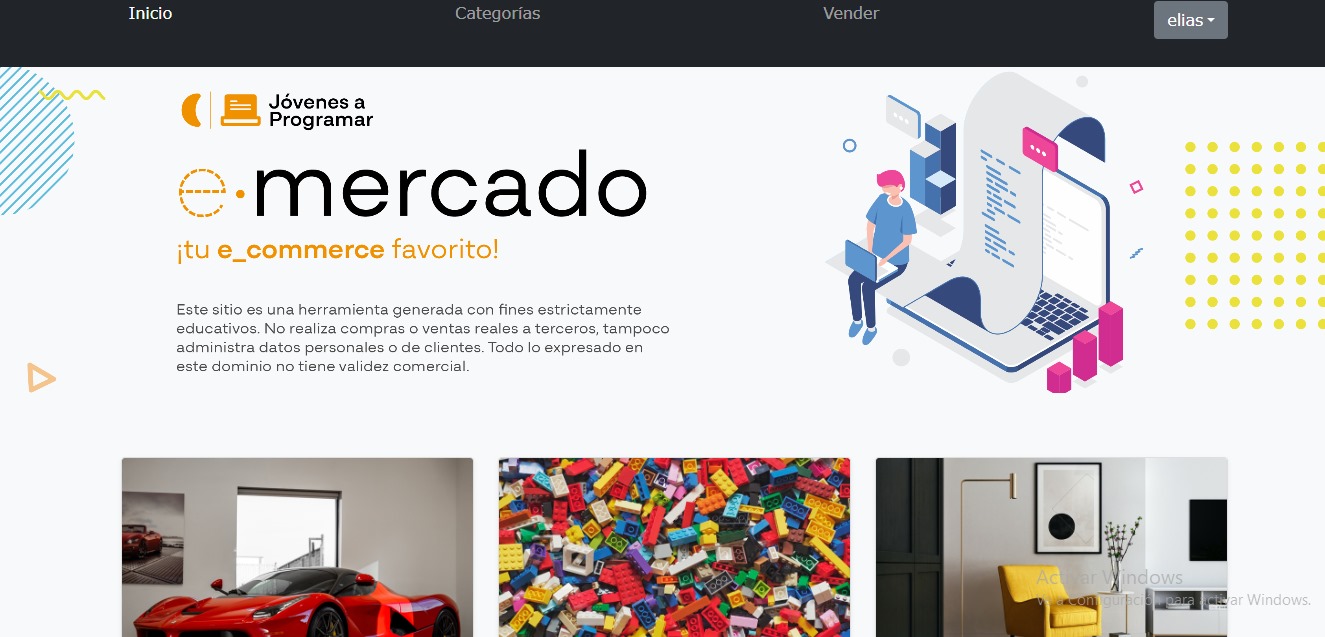 Inicio
Categorías
Vender
elias
Jóvenes a
Programar
e·mercado
¡tu e_commerce favorito!
Este sitio es una herramienta generada con fines estrictamente
educativos. No realiza compras o ventas reales a terceros, tampoco
administra datos personales o de clientes. Todo lo expresado en
este dominio no tiene validez comercial.
Activar Windows
Ve a Configuración para activar Windows.